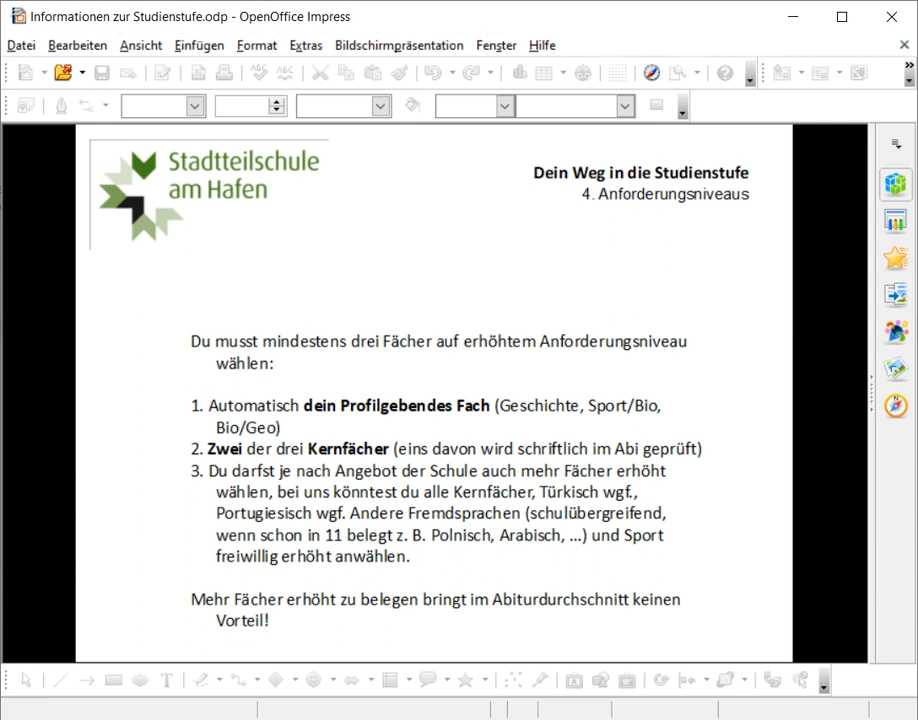 Informationen zur Studienstufe.odp - OpenOffice Impress
Datei Bearbeiten Ansicht Einfügen Format Extras Bildschirmpräsentation Fenster Hilfe
Stadtteilschule
am Hafen
Dein Weg in die Studienstufe
4. Anforderungsniveaus
Du musst mindestens drei Fächer auf erhöhtem Anforderungsniveau
wählen:
1. Automatisch dein Profilgebendes Fach (Geschichte, Sport/Bio,
Bio/Geo)
2. Zwei der drei Kernfächer (eins davon wird schriftlich im Abi geprüft)
3. Du darfst je nach Angebot der Schule auch mehr Fächer erhöht
wählen, bei uns könntest du alle Kernfächer, Türkisch wgf.,
Portugiesisch wgf. Andere Fremdsprachen (schulübergreifend,
wenn schon in 11 belegt z. B. Polnisch, Arabisch, ...) und Sport
freiwillig erhöht anwählen.
Mehr Fächer erhöht zu belegen bringt im Abiturdurchschnitt keinen
Vorteil!